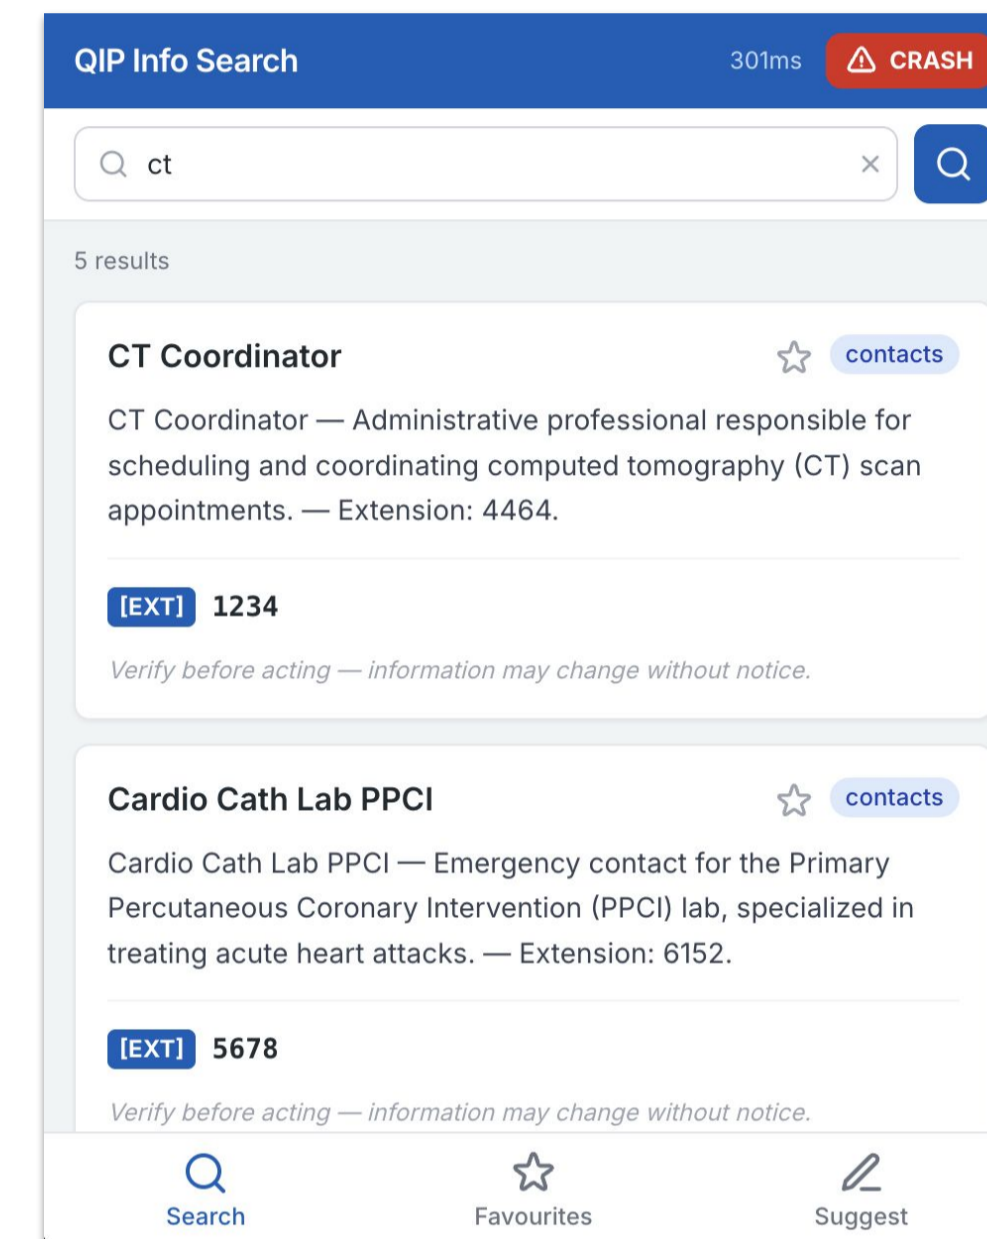 QIP Info Search
301ms
CRASH
ct
5 results
CT Coordinator
contacts
CT Coordinator — Administrative professional responsible for
scheduling and coordinating computed tomography (CT) scan
appointments. — Extension: 4464.
[EXT] 1234
Verify before acting — information may change without notice.
Cardio Cath Lab PPCI
contacts
Cardio Cath Lab PPCI — Emergency contact for the Primary
Percutaneous Coronary Intervention (PPCI) lab, specialized in
treating acute heart attacks. — Extension: 6152.
[EXT] 5678
Verify before acting — information may change without notice.
Search
Favourites
Suggest